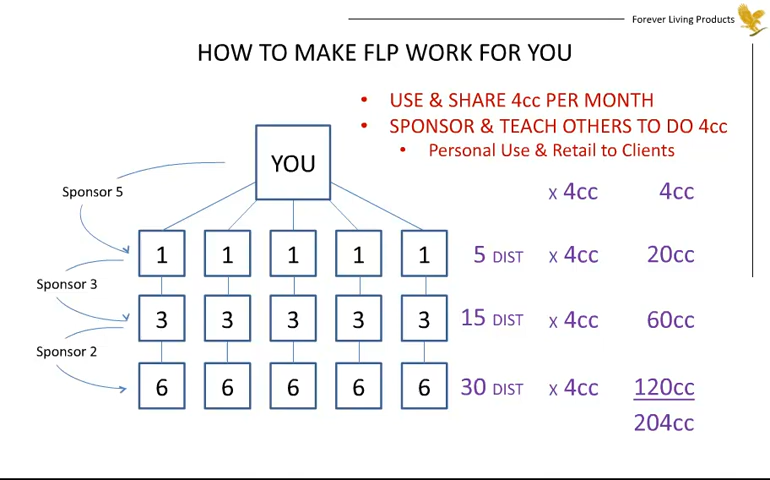 Forever Living Products
HOW TO MAKE FLP WORK FOR YOU
• USE & SHARE 4cc PER MONTH
• SPONSOR & TEACH OTHERS TO DO 4cc
• Personal Use & Retail to Clients
YOU
x 4cc 4cc
Sponsor 5
1 1 1 1 1 5 DIST x 4cc 20cc
Sponsor 3
3 3 3 3 3 15 DIST x 4cc 60cc
Sponsor 2
6 6 6 6 6 30 DIST x 4cc 120cc
204cc